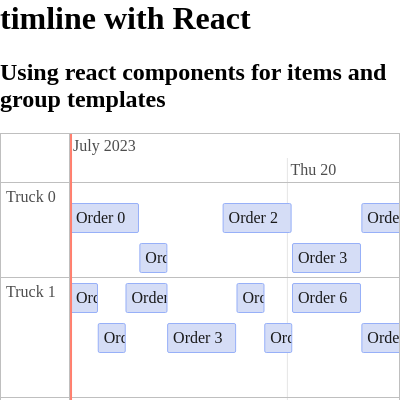 timline with React
Using react components for items and
group templates
July 2023
Thu 20
Truck 0
Order 0
Order 2
Orde
Ord
Order 3
Truck 1
Ord
Order
Ord
Order 6
Ord
Order 3
Ord
Orde